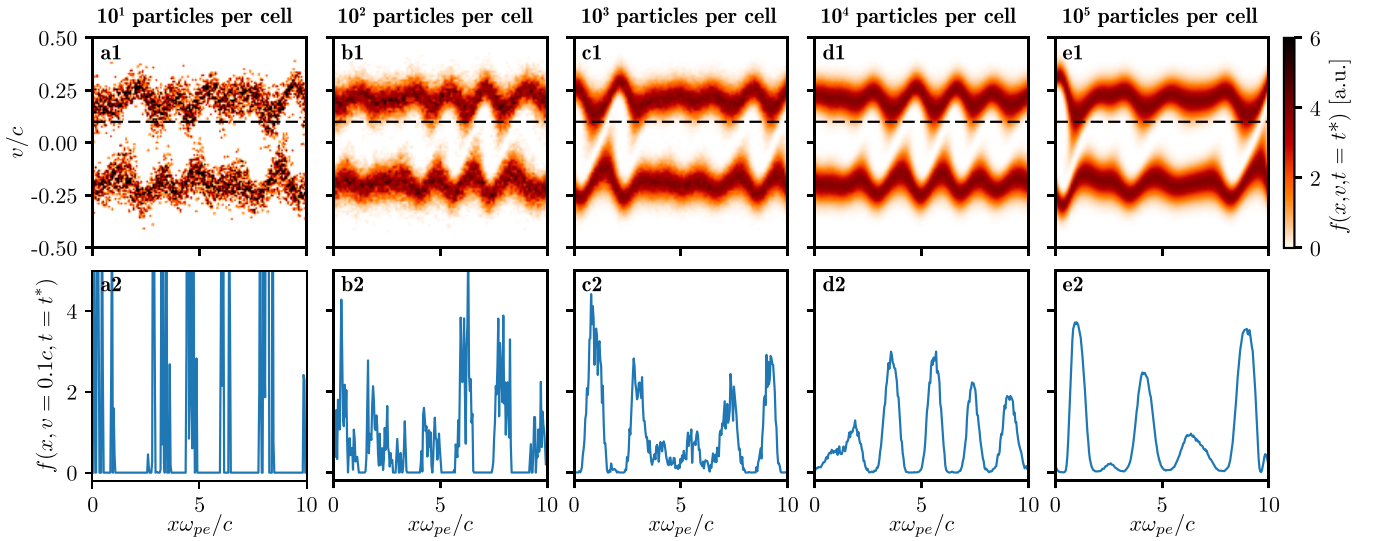 10¹ particles per cell
10² particles per cell
10³ particles per cell
10⁴ particles per cell
10⁵ particles per cell
a1
b1
c1
d1
e1
0.50
0.25
0.00
-0.25
-0.50
v/c
6
4
2
0
f(x, v, t = t*) [a.u.]
a2
b2
c2
d2
e2
4
2
0
f(x, v = 0.1c, t = t*)
0 5 10
0 5 10
0 5 10
0 5 10
0 5 10
xω_pe/c
xω_pe/c
xω_pe/c
xω_pe/c
xω_pe/c